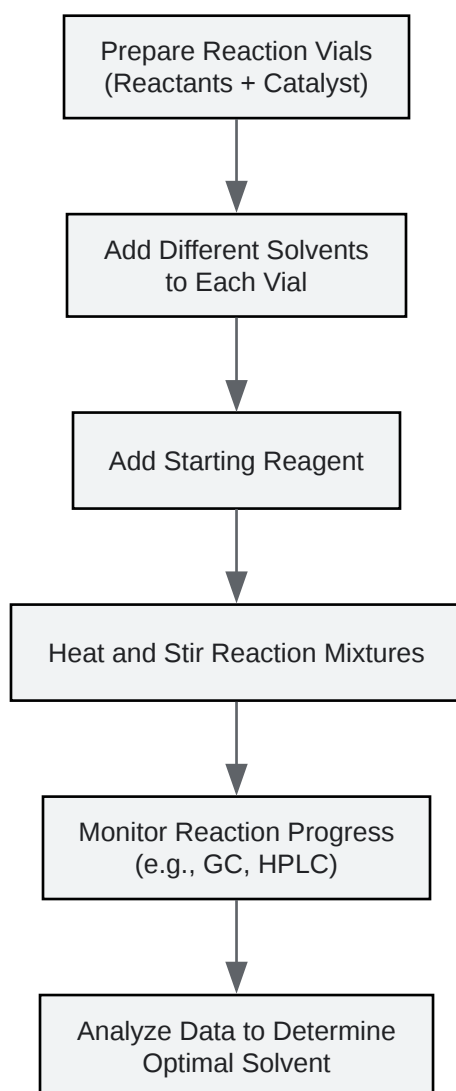 Prepare Reaction Vials
(Reactants + Catalyst)
Add Different Solvents
to Each Vial
Add Starting Reagent
Heat and Stir Reaction Mixtures
Monitor Reaction Progress
(e.g., GC, HPLC)
Analyze Data to Determine
Optimal Solvent